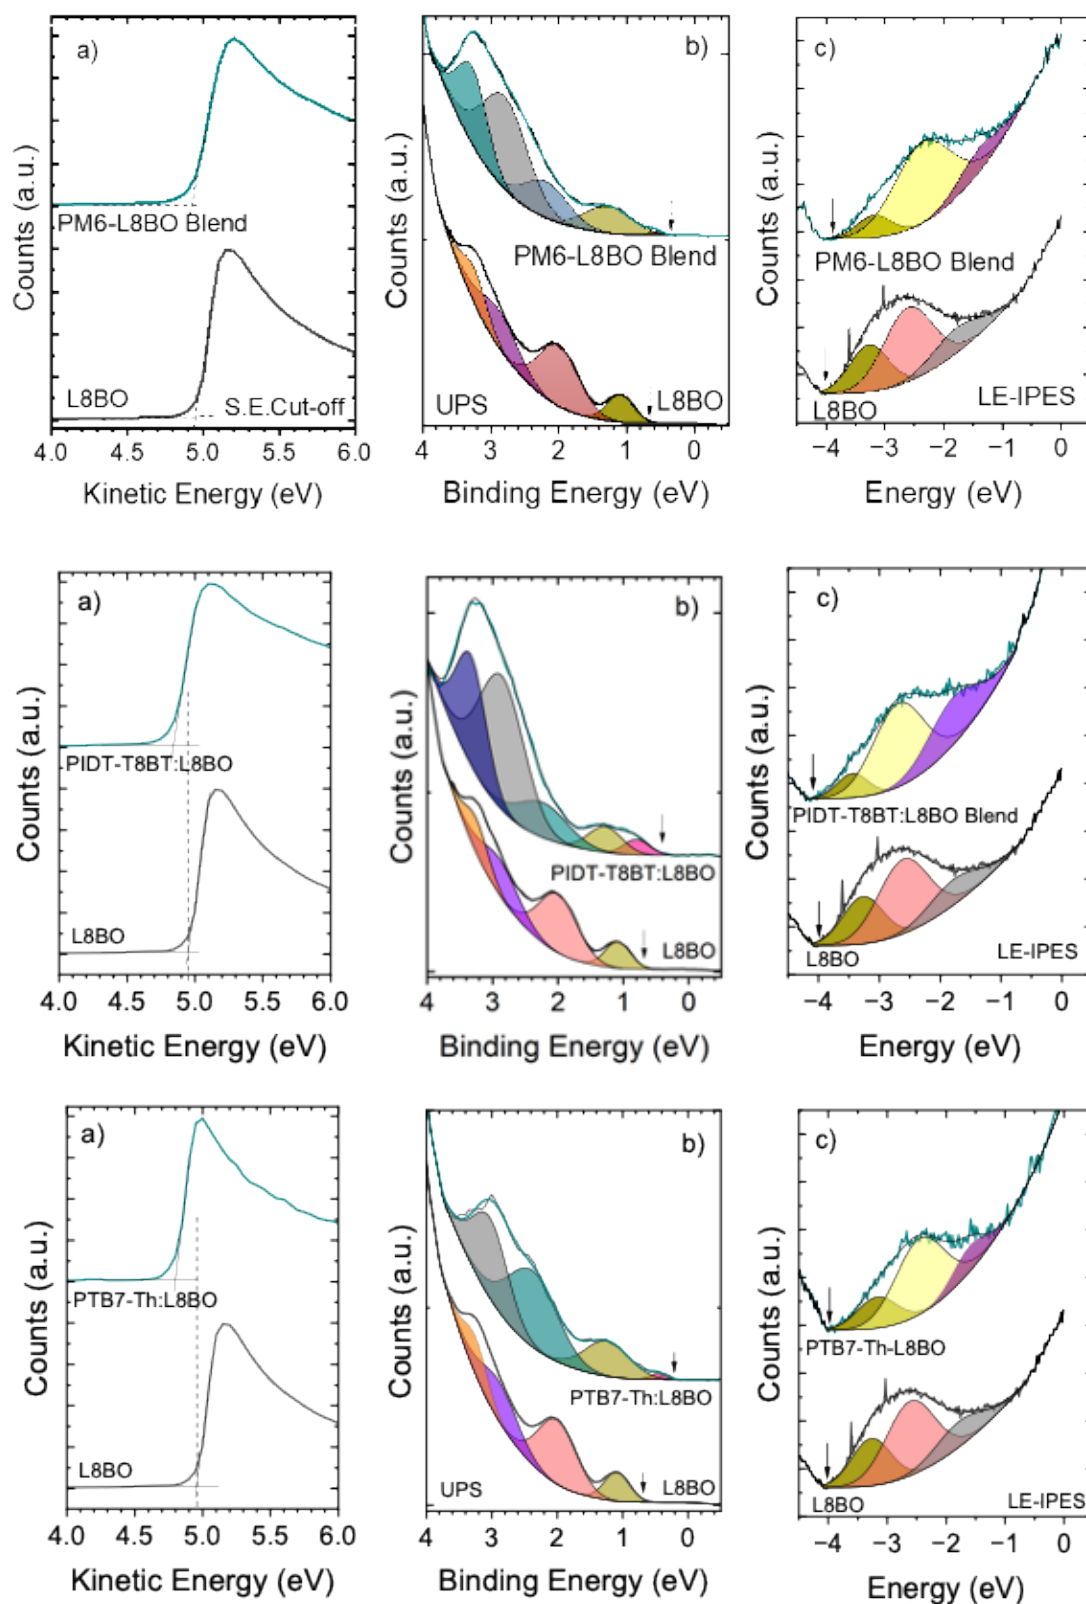 a)
Counts (a.u.)
PM6-L8BO Blend
L8BO
S.E.Cut-off
4.0 4.5 5.0 5.5 6.0
Kinetic Energy (eV)
b)
Counts (a.u.)
PM6-L8BO Blend
UPS
L8BO
4 3 2 1 0
Binding Energy (eV)
c)
Counts (a.u.)
PM6-L8BO Blend
L8BO
LE-IPES
−4 −3 −2 −1 0
Energy (eV)
a)
Counts (a.u.)
PIDT-T8BT:L8BO
L8BO
4.0 4.5 5.0 5.5 6.0
Kinetic Energy (eV)
b)
Counts (a.u.)
PIDT-T8BT:L8BO
L8BO
4 3 2 1 0
Binding Energy (eV)
c)
Counts (a.u.)
PIDT-T8BT:L8BO Blend
L8BO
LE-IPES
−4 −3 −2 −1 0
Energy (eV)
a)
Counts (a.u.)
PTB7-Th:L8BO
L8BO
4.0 4.5 5.0 5.5 6.0
Kinetic Energy (eV)
b)
Counts (a.u.)
PTB7-Th:L8BO
UPS
L8BO
4 3 2 1 0
Binding Energy (eV)
c)
Counts (a.u.)
PTB7-Th-L8BO
L8BO
LE-IPES
−4 −3 −2 −1 0
Energy (eV)